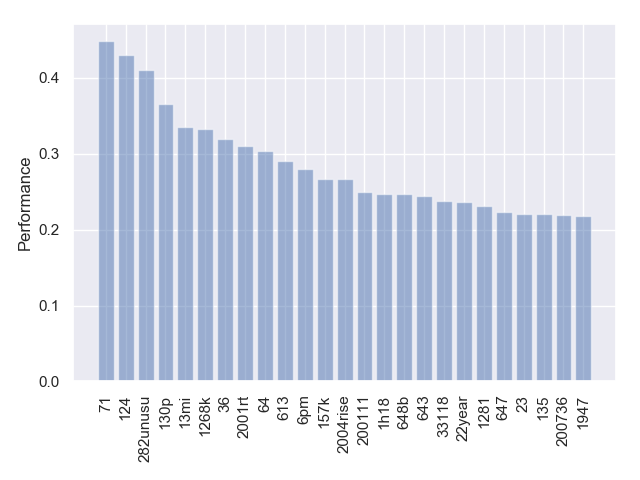 Performance
0.4
0.3
0.2
0.1
0.0
71
124
282unusu
130p
13mi
1268k
36
2001rt
64
613
6pm
157k
2004rise
200111
1h18
648b
643
33118
22year
1281
647
23
135
200736
1947